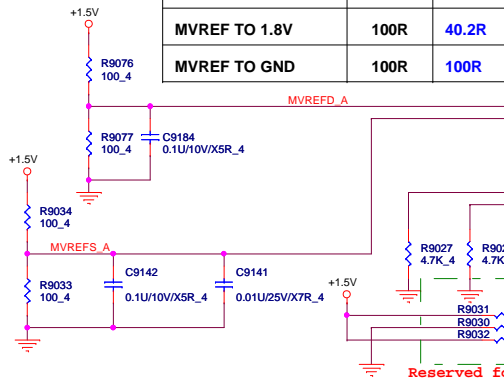 +1.5V
MVREF TO 1.8V 100R 40.2R
MVREF TO GND 100R 100R
R9076
100_4
MVREFD_A
R9077
100_4
C9184
0.1U/10V/X5R_4
+1.5V
R9034
100_4
MVREFS_A
R9033
100_4
C9142
0.1U/10V/X5R_4
C9141
0.01U/25V/X7R_4
R9027
4.7K_4
4.7K
+1.5V
R9031
R9030
R9032
Reserved